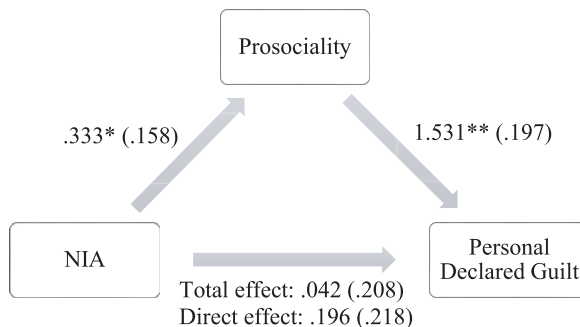 Prosociality
.333* (.158)
1.531** (.197)
NIA
Personal
Declared Guilt
Total effect: .042 (.208)
Direct effect: .196 (.218)